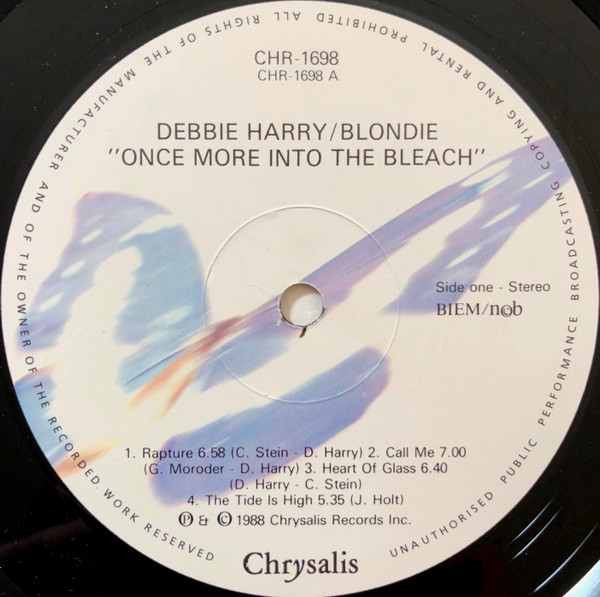 CHR-1698
CHR-1698 A
DEBBIE HARRY/BLONDIE
"ONCE MORE INTO THE BLEACH"
Side one - Stereo
BIEM/n©b
1. Rapture 6.58 (C. Stein - D. Harry) 2. Call Me 7.00
(G. Moroder - D. Harry) 3. Heart Of Glass 6.40
(D. Harry - C. Stein)
4. The Tide Is High 5.35 (J. Holt)
℗ & © 1988 Chrysalis Records Inc.
Chrysalis
ALL RIGHTS OF THE MANUFACTURER AND OF THE OWNER OF THE RECORDED WORK RESERVED
UNAUTHORISED PUBLIC PERFORMANCE BROADCASTING COPYING AND RENTAL PROHIBITED